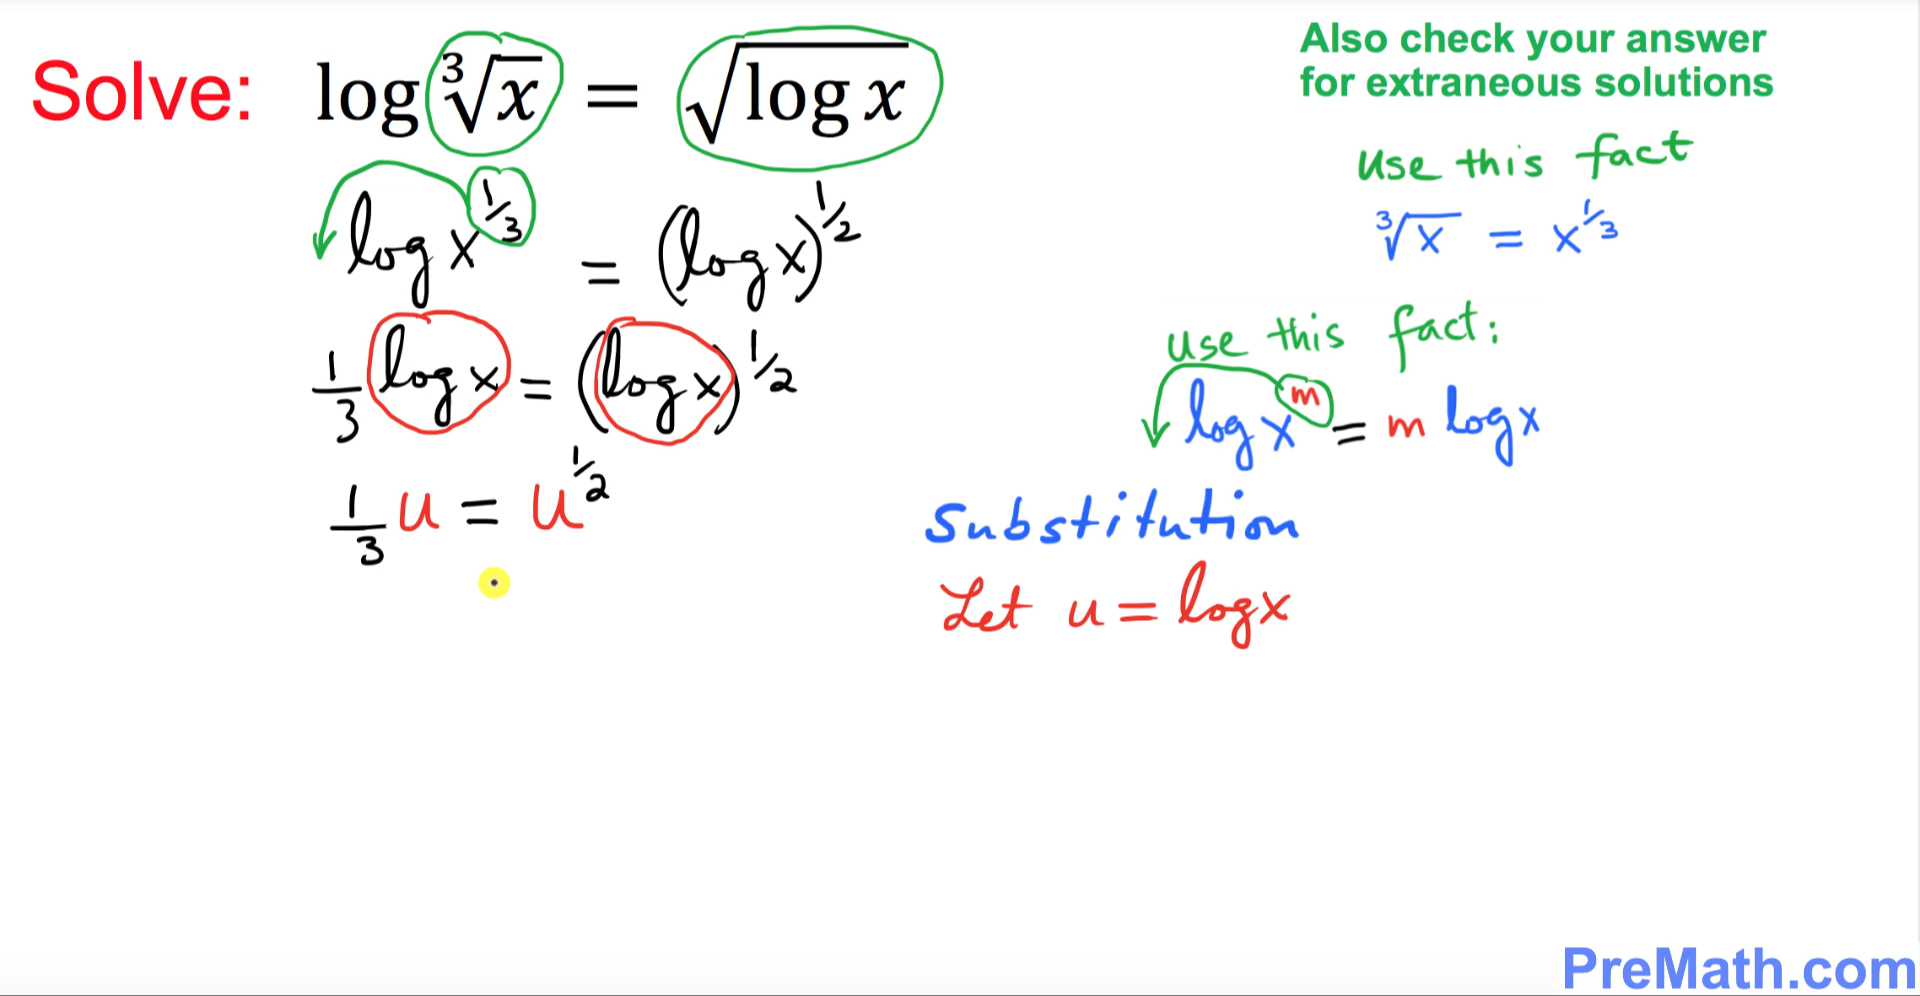 Solve: log ∛x = √(log x)
Also check your answer
for extraneous solutions
use this fact
∛x = x^(1/3)
log x^(1/3) = (log x)^(1/2)
1/3 log x = (log x)^(1/2)
use this fact:
log x^m = m log x
1/3 u = u^(1/2)
Substitution
Let u = log x
PreMath.com